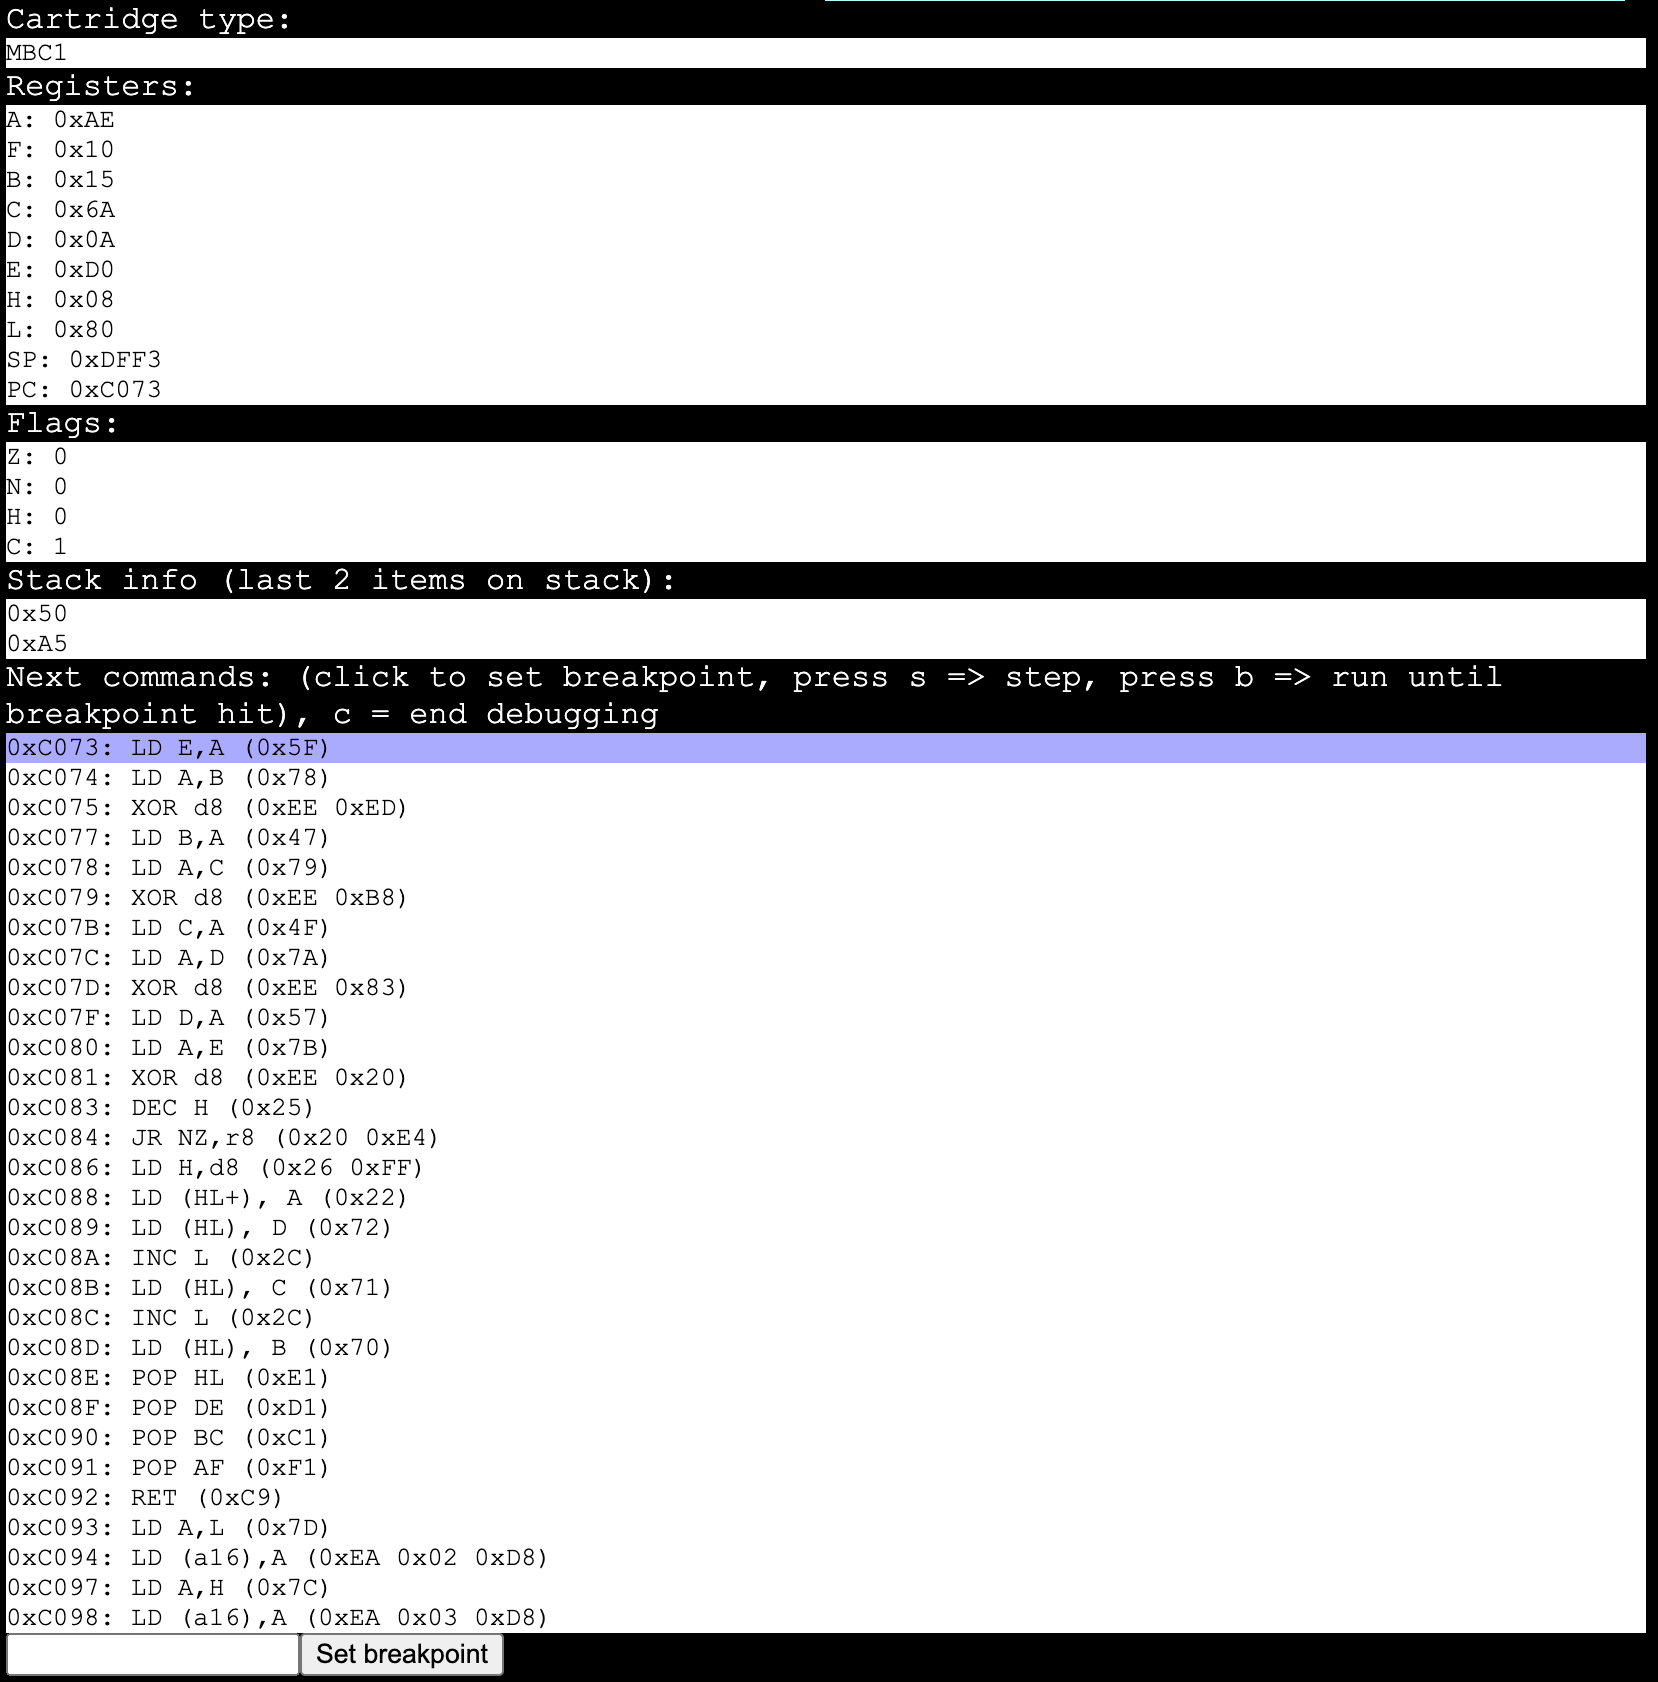 Cartridge type:
MBC1
Registers:
A: 0xAE
F: 0x10
B: 0x15
C: 0x6A
D: 0x0A
E: 0xD0
H: 0x08
L: 0x80
SP: 0xDFF3
PC: 0xC073
Flags:
Z: 0
N: 0
H: 0
C: 1
Stack info (last 2 items on stack):
0x50
0xA5
Next commands: (click to set breakpoint, press s => step, press b => run until
breakpoint hit), c = end debugging
0xC073: LD E,A (0x5F)
0xC074: LD A,B (0x78)
0xC075: XOR d8 (0xEE 0xED)
0xC077: LD B,A (0x47)
0xC078: LD A,C (0x79)
0xC079: XOR d8 (0xEE 0xB8)
0xC07B: LD C,A (0x4F)
0xC07C: LD A,D (0x7A)
0xC07D: XOR d8 (0xEE 0x83)
0xC07F: LD D,A (0x57)
0xC080: LD A,E (0x7B)
0xC081: XOR d8 (0xEE 0x20)
0xC083: DEC H (0x25)
0xC084: JR NZ,r8 (0x20 0xE4)
0xC086: LD H,d8 (0x26 0xFF)
0xC088: LD (HL+), A (0x22)
0xC089: LD (HL), D (0x72)
0xC08A: INC L (0x2C)
0xC08B: LD (HL), C (0x71)
0xC08C: INC L (0x2C)
0xC08D: LD (HL), B (0x70)
0xC08E: POP HL (0xE1)
0xC08F: POP DE (0xD1)
0xC090: POP BC (0xC1)
0xC091: POP AF (0xF1)
0xC092: RET (0xC9)
0xC093: LD A,L (0x7D)
0xC094: LD (a16),A (0xEA 0x02 0xD8)
0xC097: LD A,H (0x7C)
0xC098: LD (a16),A (0xEA 0x03 0xD8)
Set breakpoint